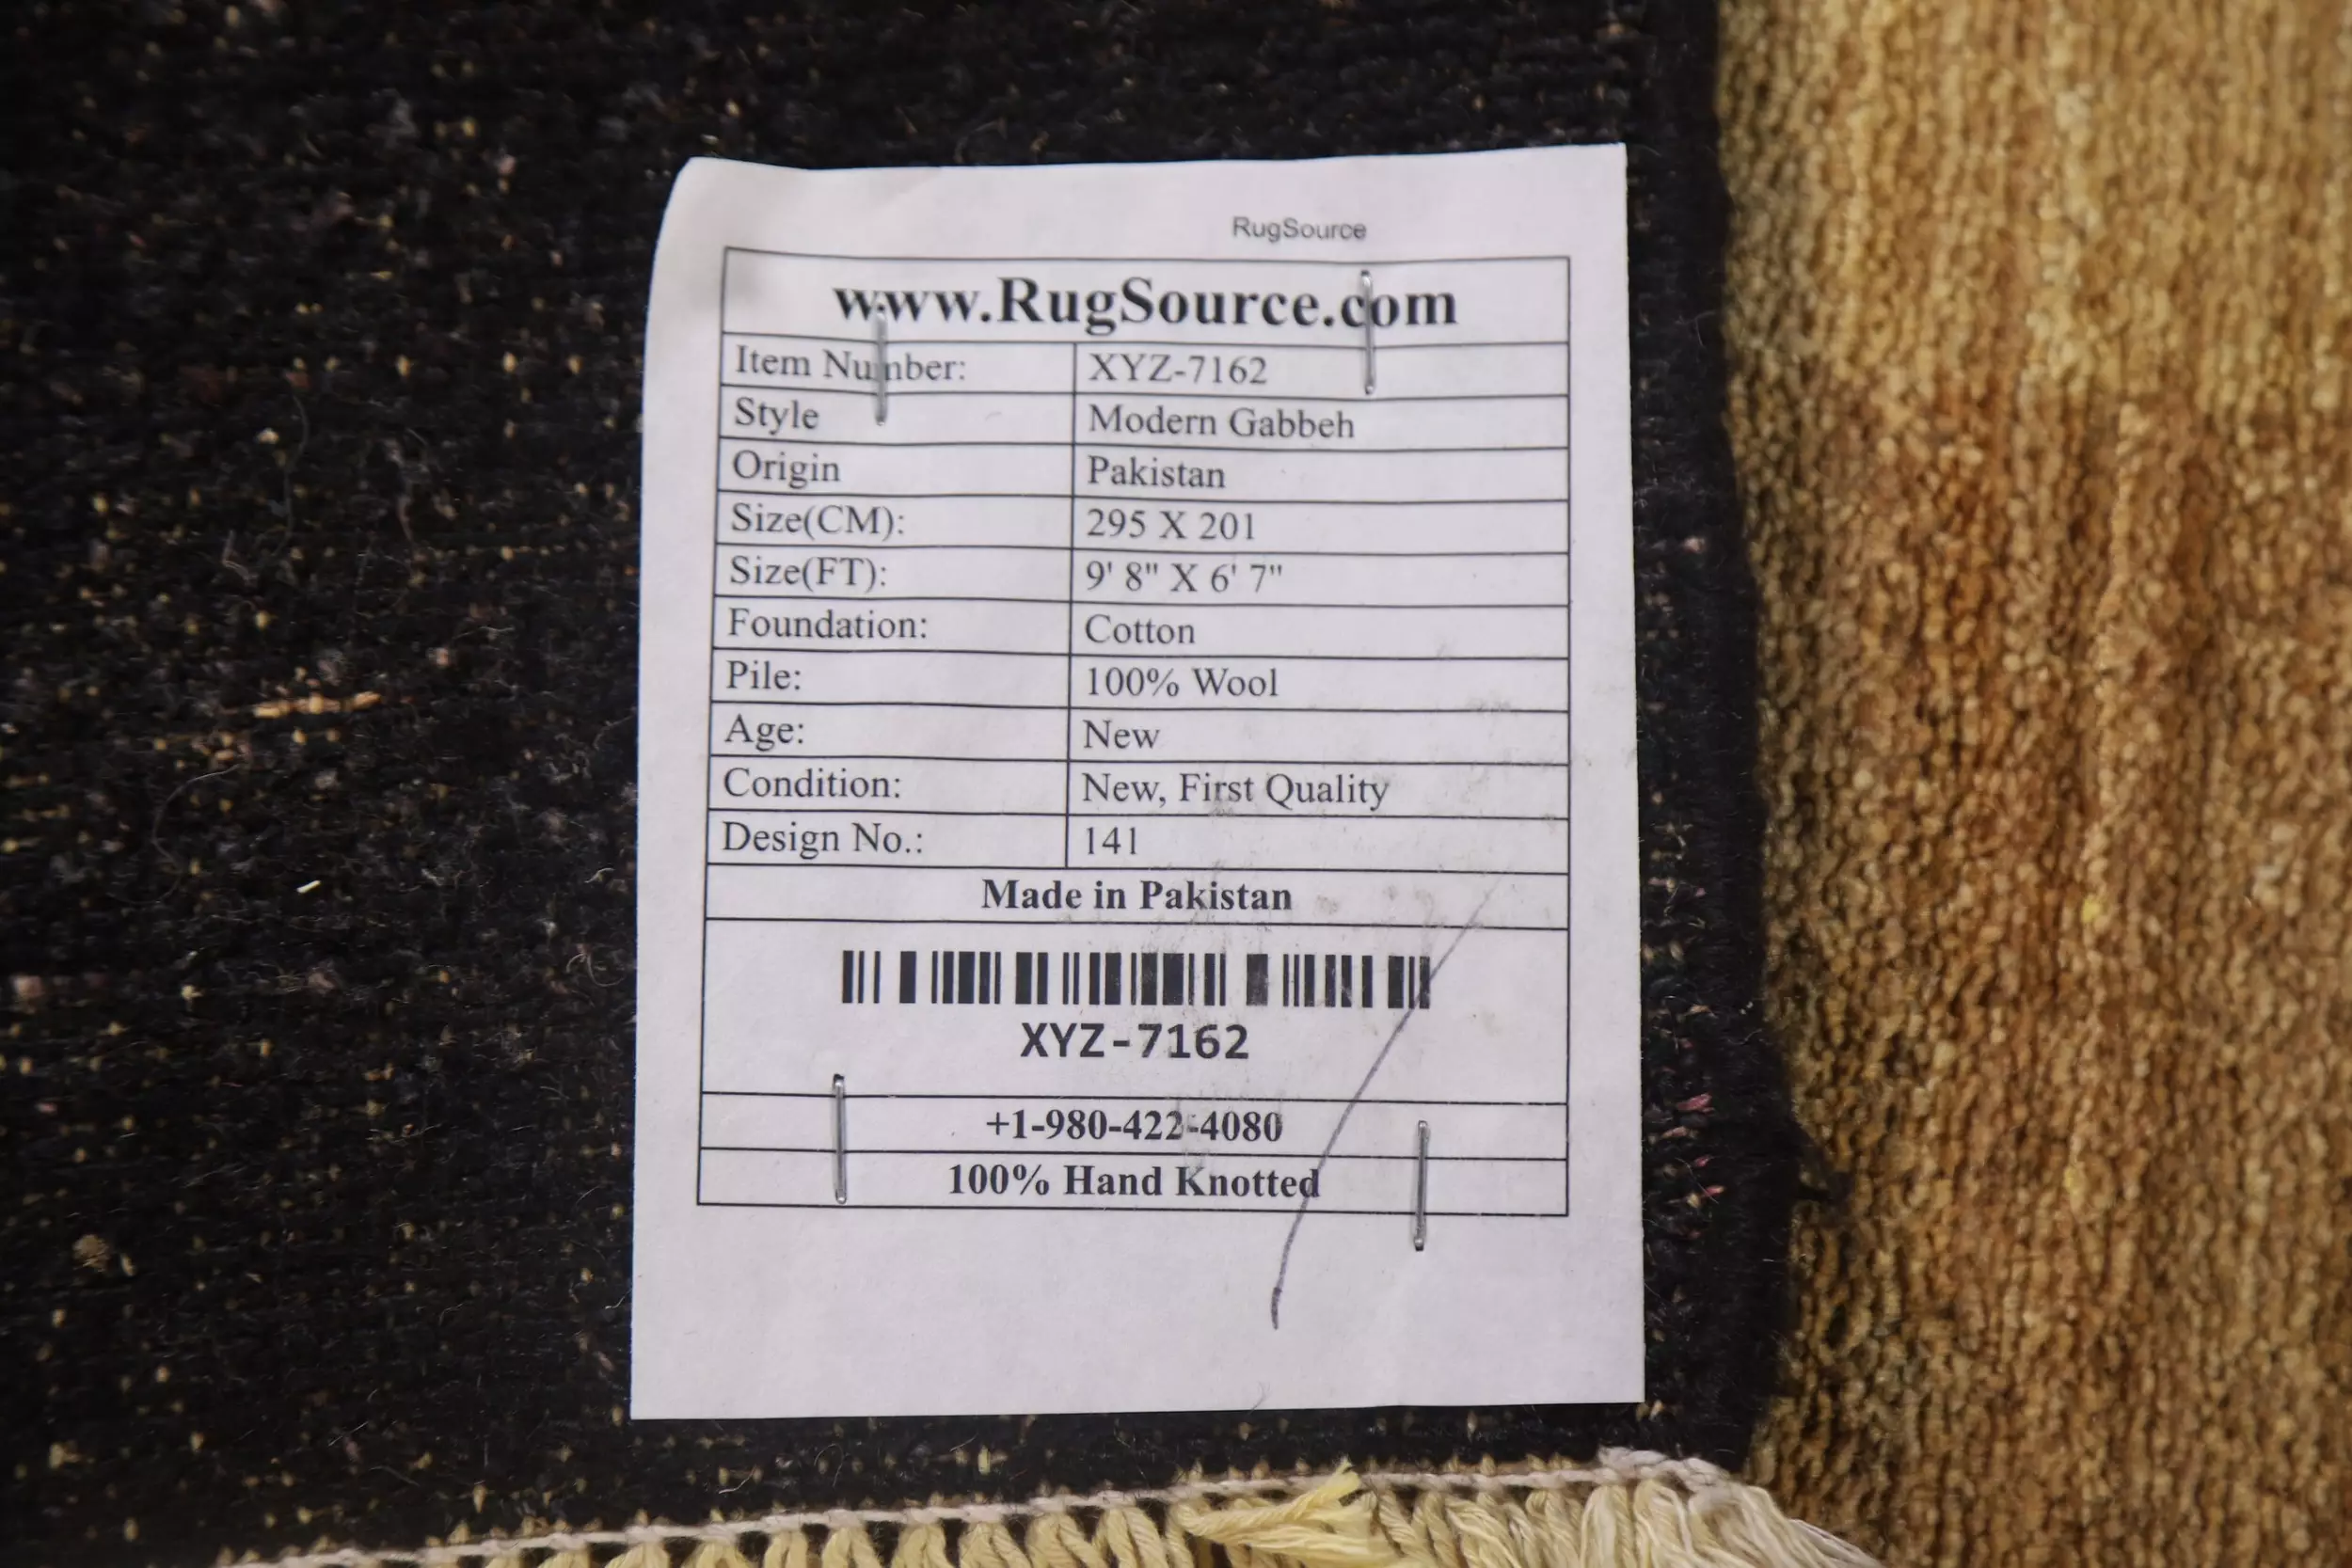 RugSource
www.RugSource.com
Item Number: XYZ-7162
Style Modern Gabbeh
Origin Pakistan
Size(CM): 295 X 201
Size(FT): 9' 8" X 6' 7"
Foundation: Cotton
Pile: 100% Wool
Age: New
Condition: New, First Quality
Design No.: 141
Made in Pakistan
XYZ-7162
+1-980-422-4080
100% Hand Knotted